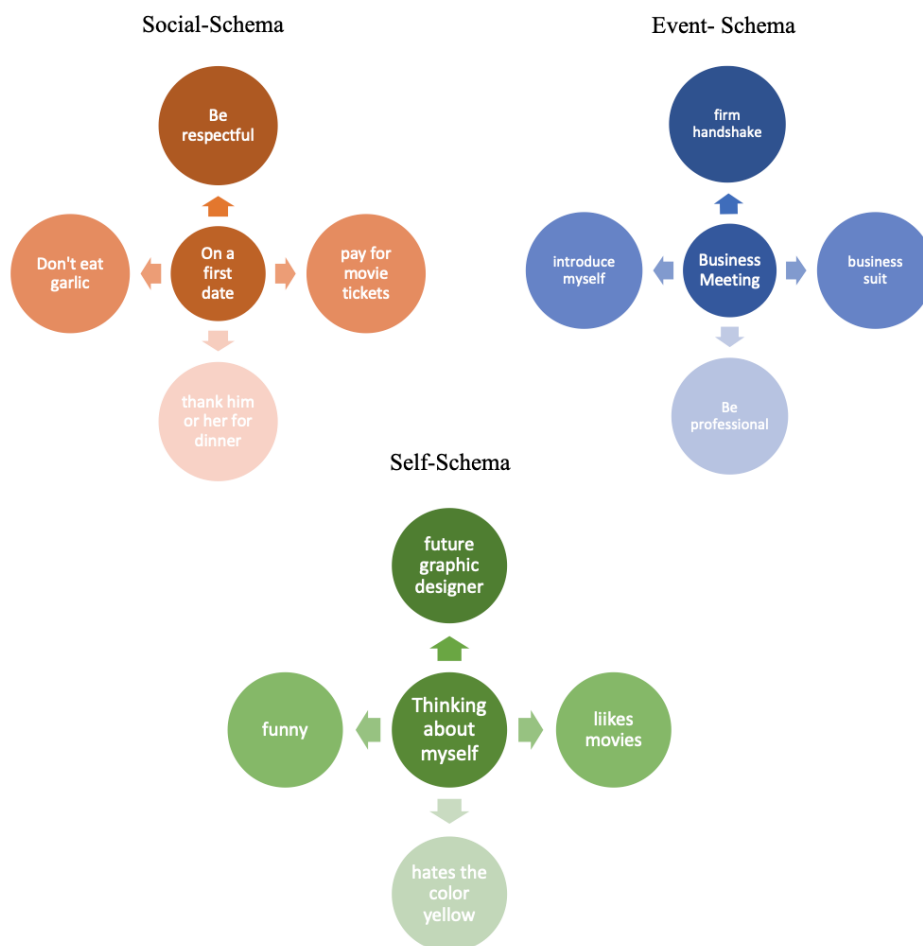 Social-Schema
Be
respectful
Don't eat
garlic
On a
first
date
pay for
movie
tickets
thank him
or her for
dinner
Event- Schema
firm
handshake
introduce
myself
Business
Meeting
business
suit
Be
professional
Self-Schema
future
graphic
designer
funny
Thinking
about
myself
liikes
movies
hates the
color
yellow